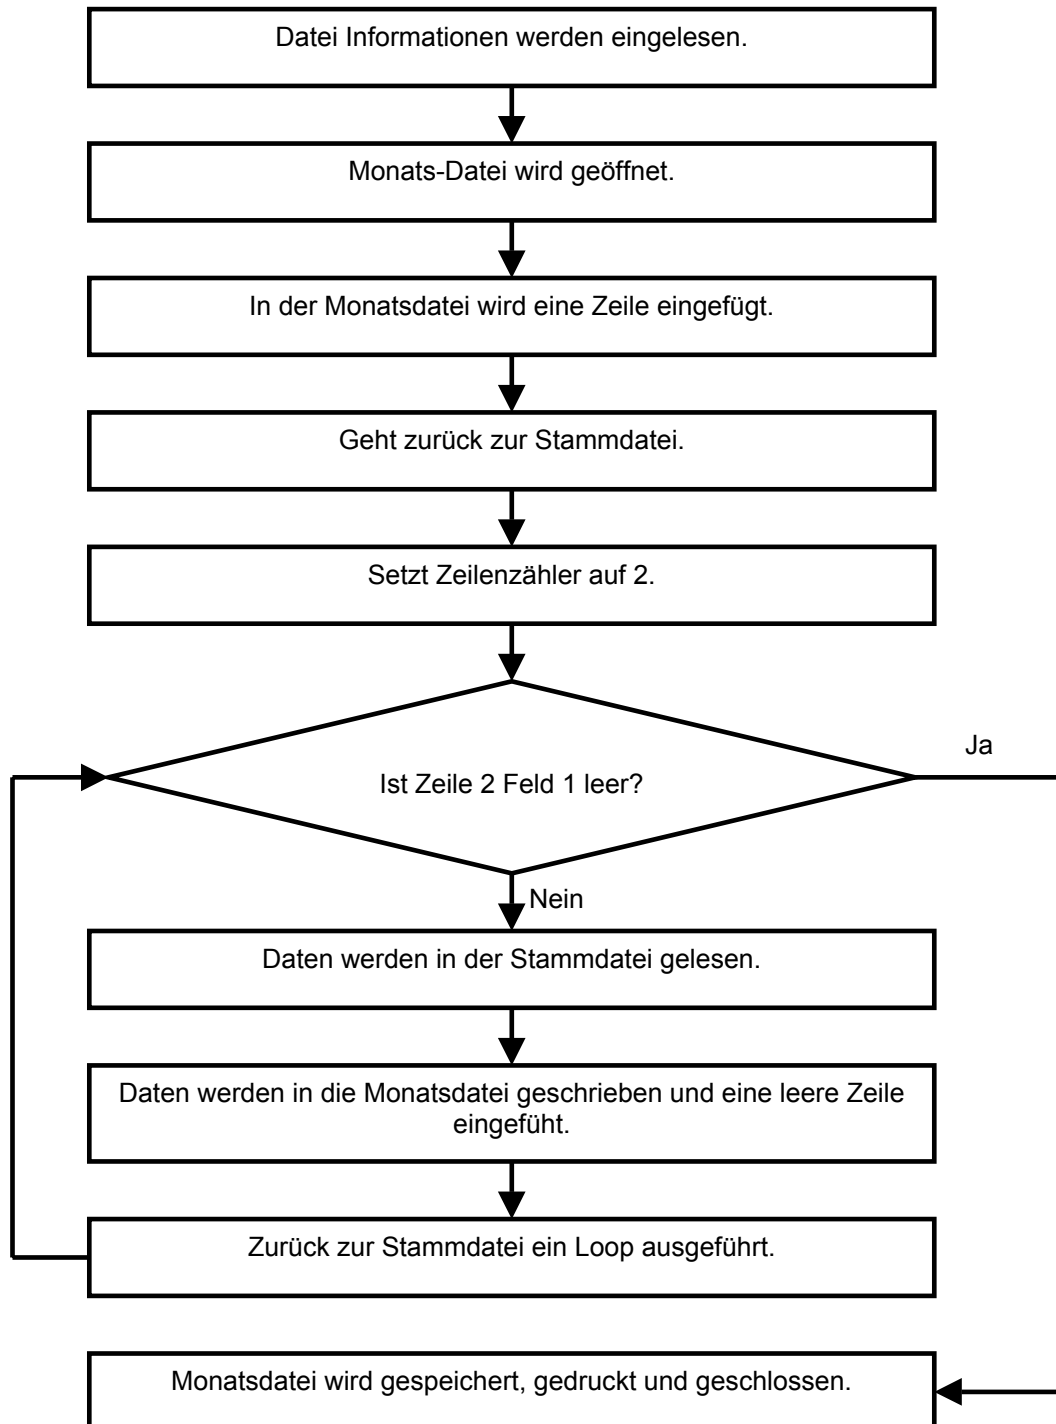 Datei Informationen werden eingelesen.
Monats-Datei wird geöffnet.
In der Monatsdatei wird eine Zeile eingefügt.
Geht zurück zur Stammdatei.
Setzt Zeilenzähler auf 2.
Ja
Ist Zeile 2 Feld 1 leer?
Nein
Daten werden in der Stammdatei gelesen.
Daten werden in die Monatsdatei geschrieben und eine leere Zeile
eingefüht.
Zurück zur Stammdatei ein Loop ausgeführt.
Monatsdatei wird gespeichert, gedruckt und geschlossen.